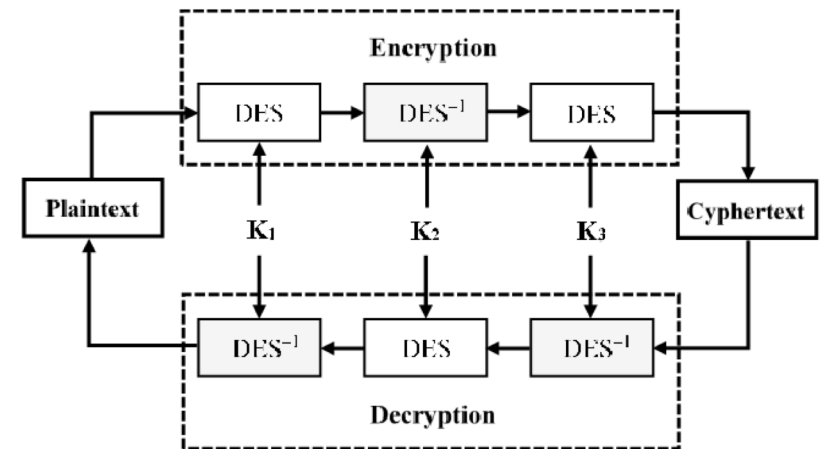 Encryption
DES
DES⁻¹
DES
Plaintext
K₁
K₂
K₃
Cyphertext
DES⁻¹
DES
DES⁻¹
Decryption